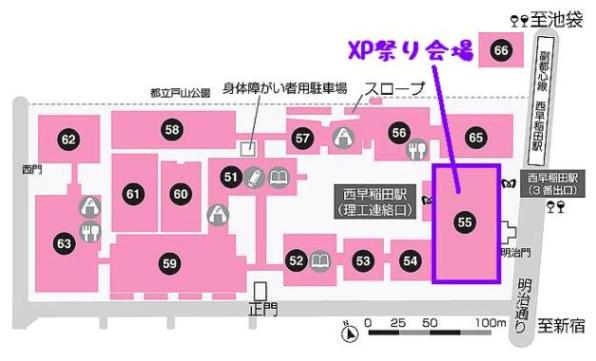 至池袋
XP祭り会場
66
副都心線 西早稲田駅
都立戸山公園
身体障がい者用駐車場
スロープ
62
58
57
56
65
西門
西早稲田駅
(3番出口)
61
60
51
西早稲田駅
(理工連絡口)
55
63
59
52
53
54
明治門
正門
明治通り
至新宿
N
0 25 50 100m